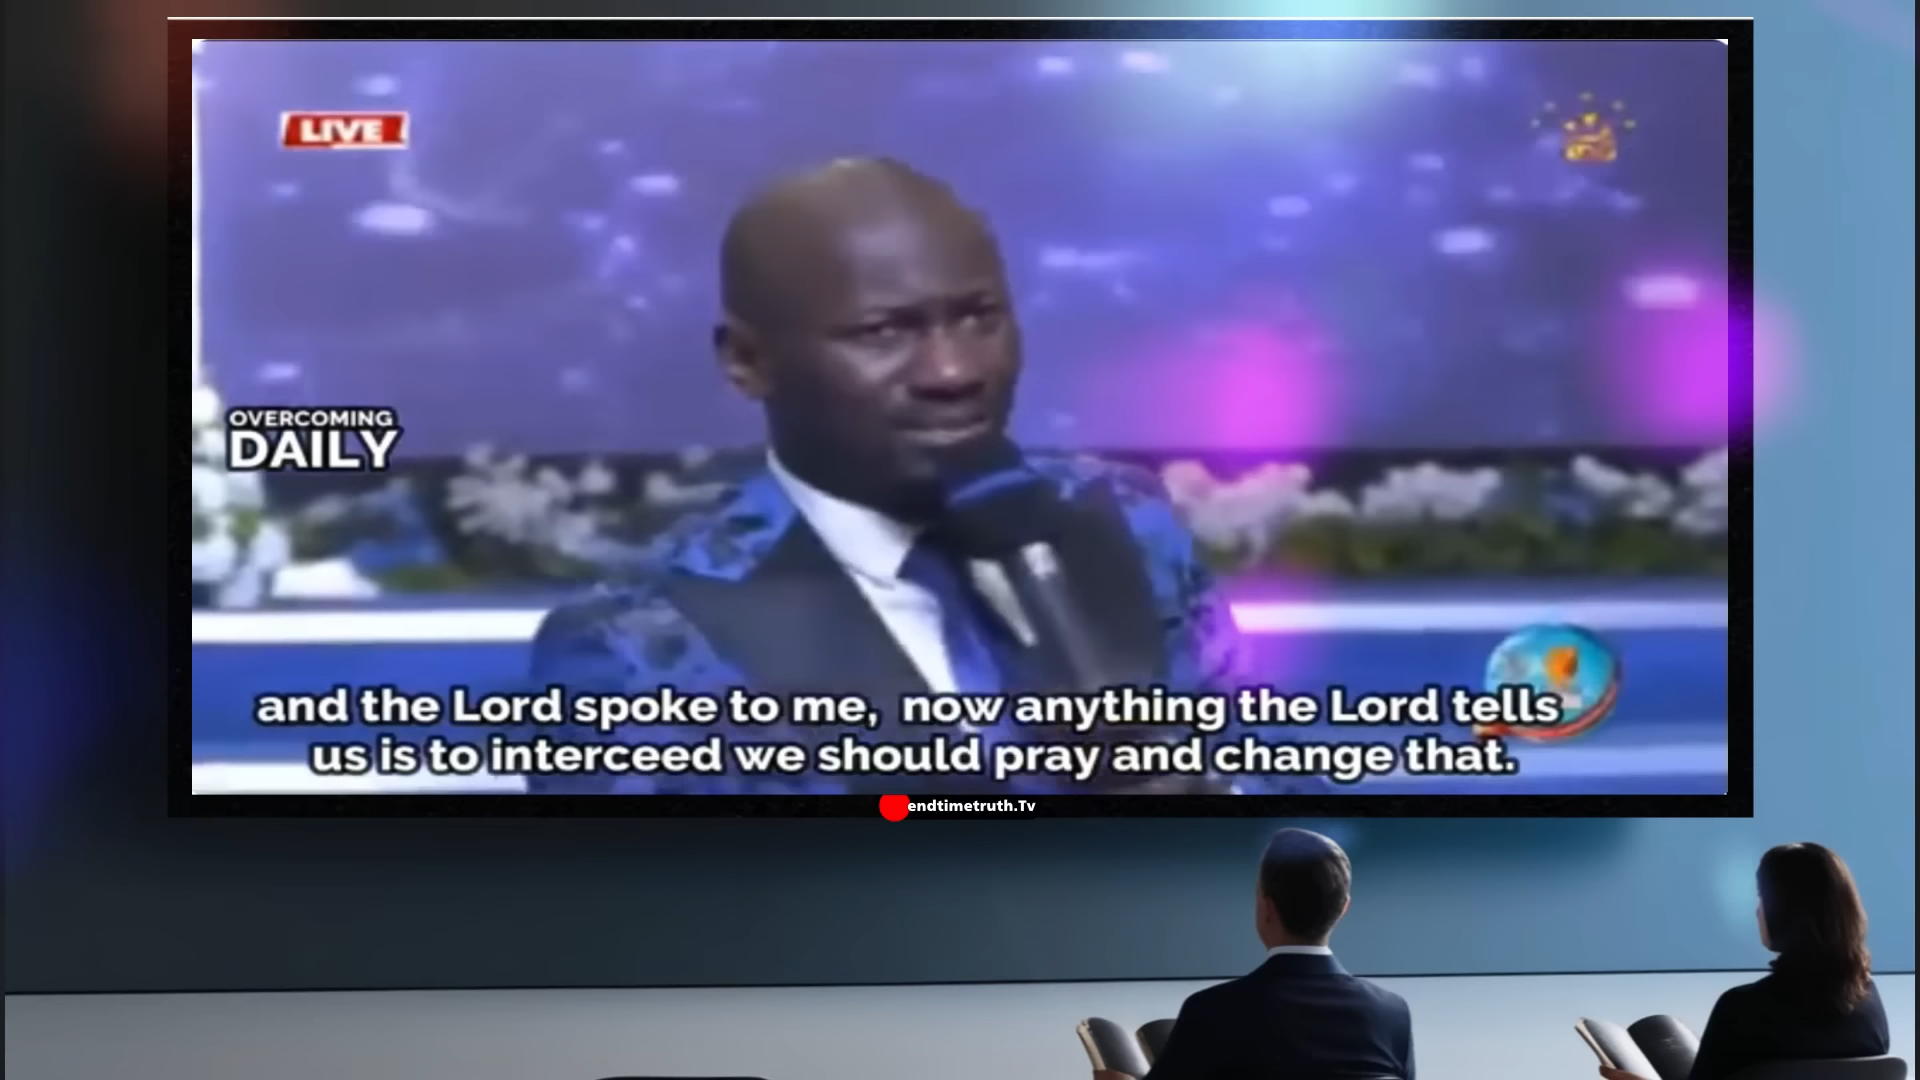 LIVE
OVERCOMING
DAILY
and the Lord spoke to me, now anything the Lord tells
us is to interceed we should pray and change that.
endtimetruth.Tv